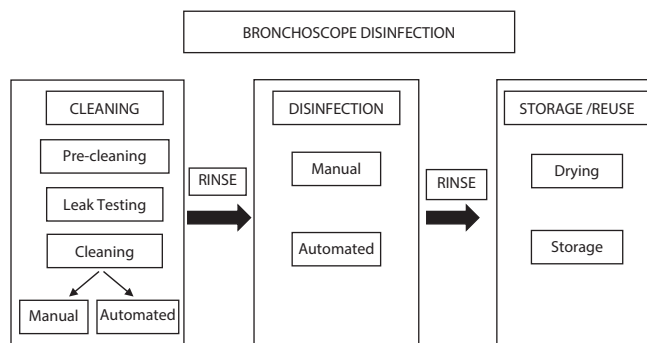 BRONCHOSCOPE DISINFECTION
CLEANING
Pre-cleaning
Leak Testing
Cleaning
Manual
Automated
RINSE
DISINFECTION
Manual
Automated
RINSE
STORAGE /REUSE
Drying
Storage